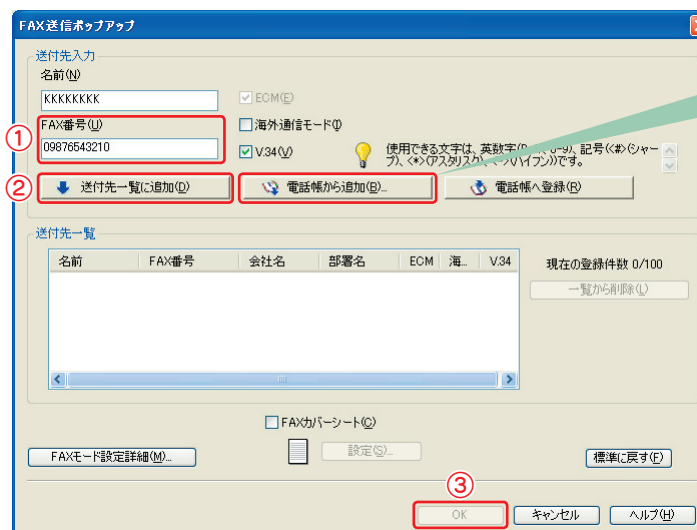 FAX送信ポップアップ
送付先入力
名前(N)
KKKKKKKK
ECM(E)
① FAX番号(U)
海外通信モード(I)
09876543210
V.34(V)
使用できる文字は、英数字 0-9)、記号(<#>(シャー
プ)、<*>(アスタリスク)、 (ハイフン))です。
② 送付先一覧に追加(D)
電話帳から追加(B)...
電話帳へ登録(R)
送付先一覧
名前 FAX番号 会社名 部署名 ECM 海... V.34
現在の登録件数 0/100
一覧から削除(L)
FAXカバーシート(C)
FAXモード設定詳細(M)...
設定(S)...
標準に戻す(F)
③
OK キャンセル ヘルプ(H)